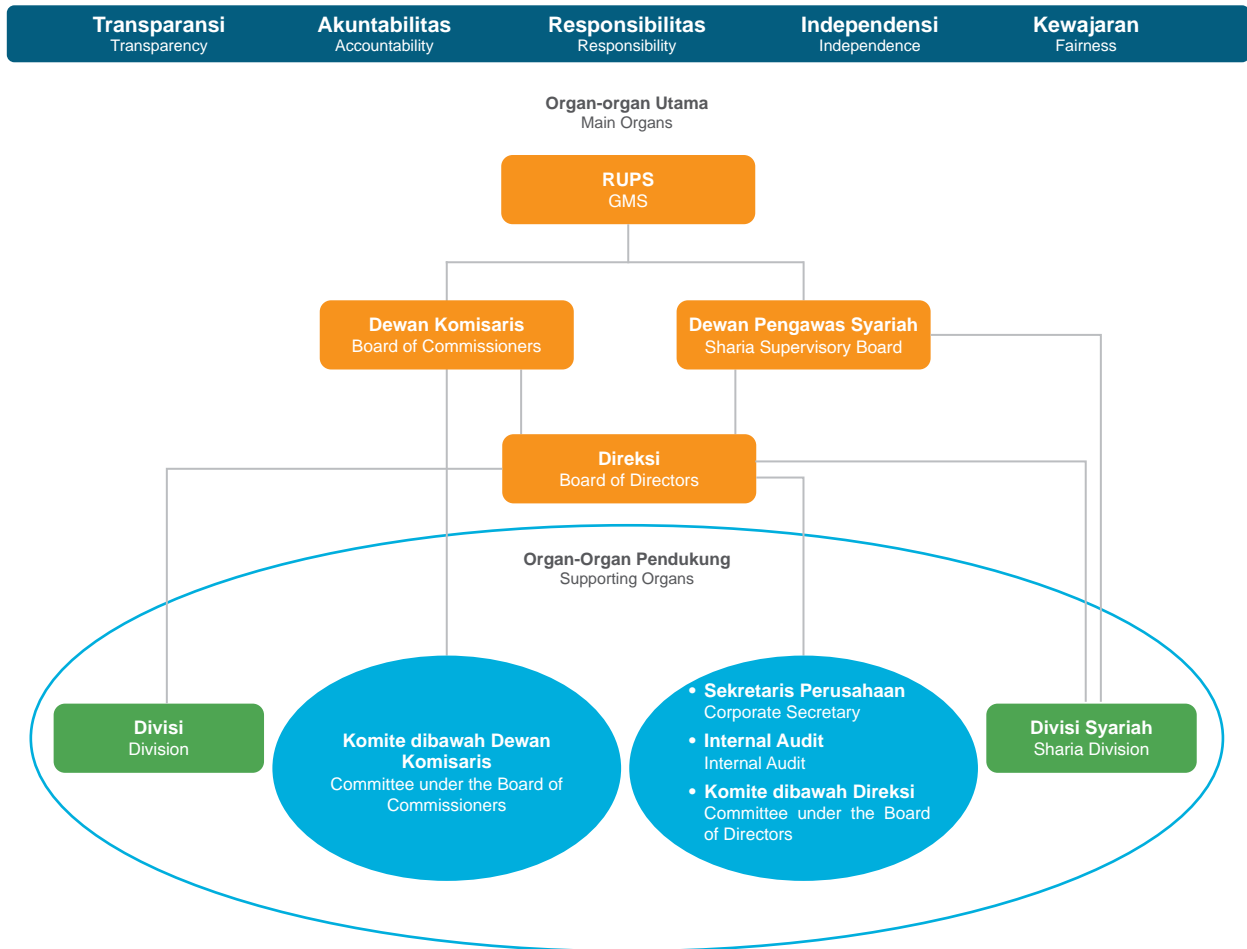 Transparansi
Transparency
Akuntabilitas
Accountability
Responsibilitas
Responsibility
Independensi
Independence
Kewajaran
Fairness
Organ-organ Utama
Main Organs
RUPS
GMS
Dewan Komisaris
Board of Commissioners
Dewan Pengawas Syariah
Sharia Supervisory Board
Direksi
Board of Directors
Organ-Organ Pendukung
Supporting Organs
Divisi
Division
Komite dibawah Dewan
Komisaris
Committee under the Board of
Commissioners
• Sekretaris Perusahaan
Corporate Secretary
• Internal Audit
Internal Audit
• Komite dibawah Direksi
Committee under the Board
of Directors
Divisi Syariah
Sharia Division